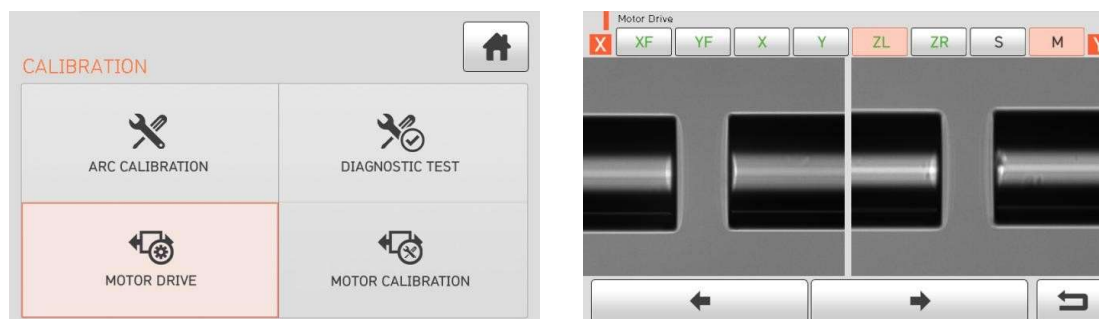 CALIBRATION
ARC CALIBRATION
DIAGNOSTIC TEST
MOTOR DRIVE
MOTOR CALIBRATION
Motor Drive
X XF YF X Y ZL ZR S M Y